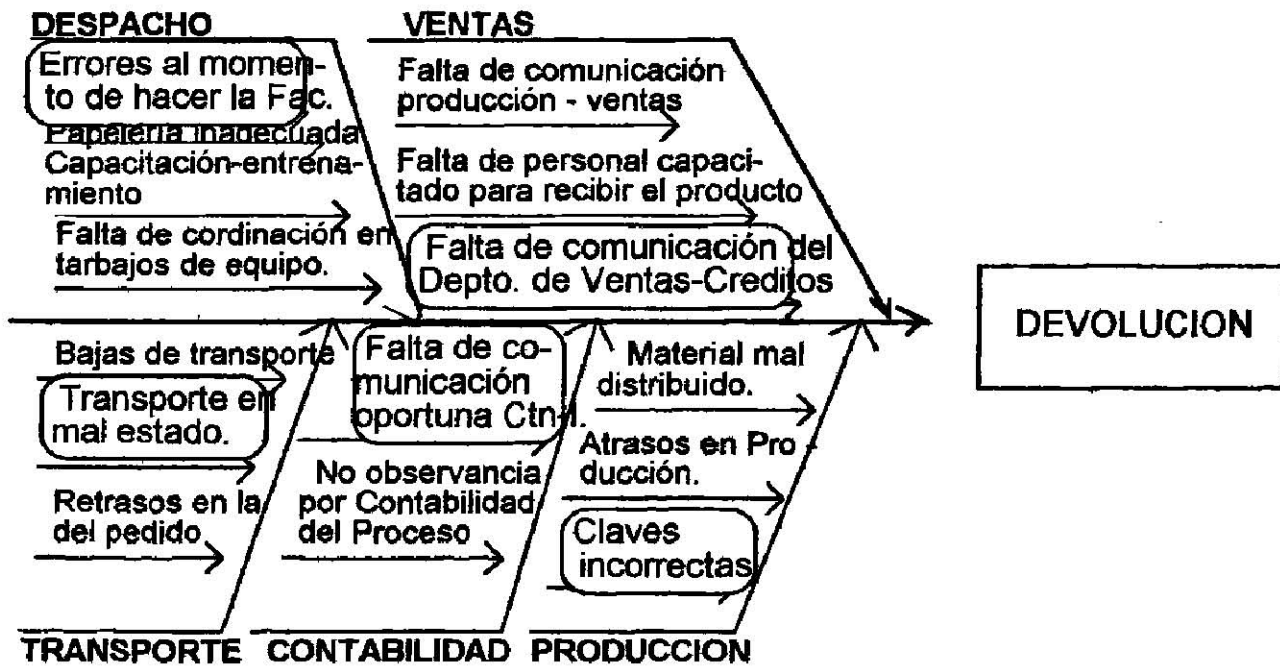 DESPACHO
Errores al momen-
to de hacer la Fac.
Papelería inadecuada
Capacitación-entrena-
miento
Falta de cordinación en
tarbajos de equipo.
VENTAS
Falta de comunicación
producción - ventas
Falta de personal capaci-
tado para recibir el producto
Falta de comunicación del
Depto. de Ventas-Creditos
DEVOLUCION
Bajas de transporte
Transporte en
mal estado.
Retrasos en la
del pedido
TRANSPORTE
Falta de co-
municación
oportuna Ctn-l.
No observancia
por Contabilidad
del Proceso
CONTABILIDAD
Material mal
distribuido.
Atrasos en Pro -
ducción.
Claves
incorrectas
PRODUCCION